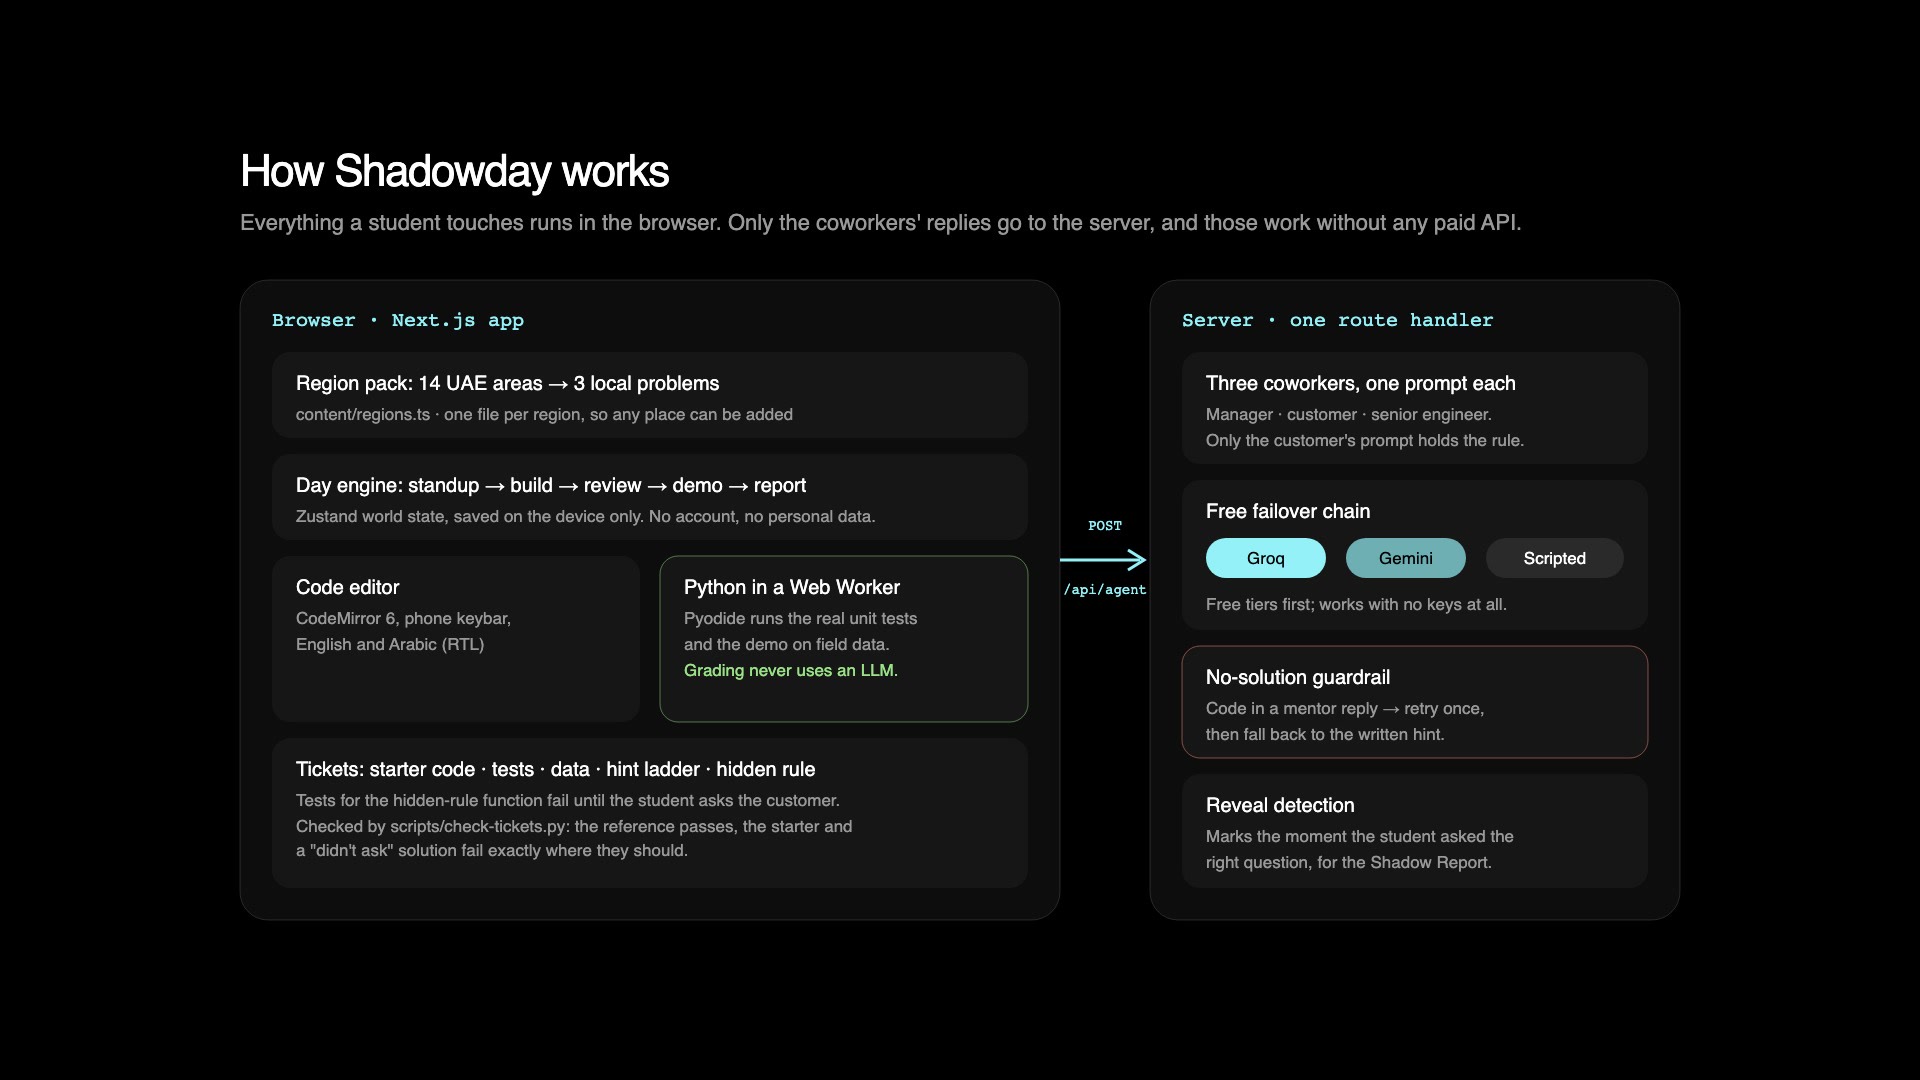 How Shadowday works
Everything a student touches runs in the browser. Only the coworkers' replies go to the server, and those work without any paid API.
Browser · Next.js app
Region pack: 14 UAE areas → 3 local problems
content/regions.ts · one file per region, so any place can be added
Day engine: standup → build → review → demo → report
Zustand world state, saved on the device only. No account, no personal data.
Code editor
CodeMirror 6, phone keybar,
English and Arabic (RTL)
Python in a Web Worker
Pyodide runs the real unit tests
and the demo on field data.
Grading never uses an LLM.
Tickets: starter code · tests · data · hint ladder · hidden rule
Tests for the hidden-rule function fail until the student asks the customer.
Checked by scripts/check-tickets.py: the reference passes, the starter and
a "didn't ask" solution fail exactly where they should.
POST
/api/agent
Server · one route handler
Three coworkers, one prompt each
Manager · customer · senior engineer.
Only the customer's prompt holds the rule.
Free failover chain
Groq
Gemini
Scripted
Free tiers first; works with no keys at all.
No-solution guardrail
Code in a mentor reply → retry once,
then fall back to the written hint.
Reveal detection
Marks the moment the student asked the
right question, for the Shadow Report.